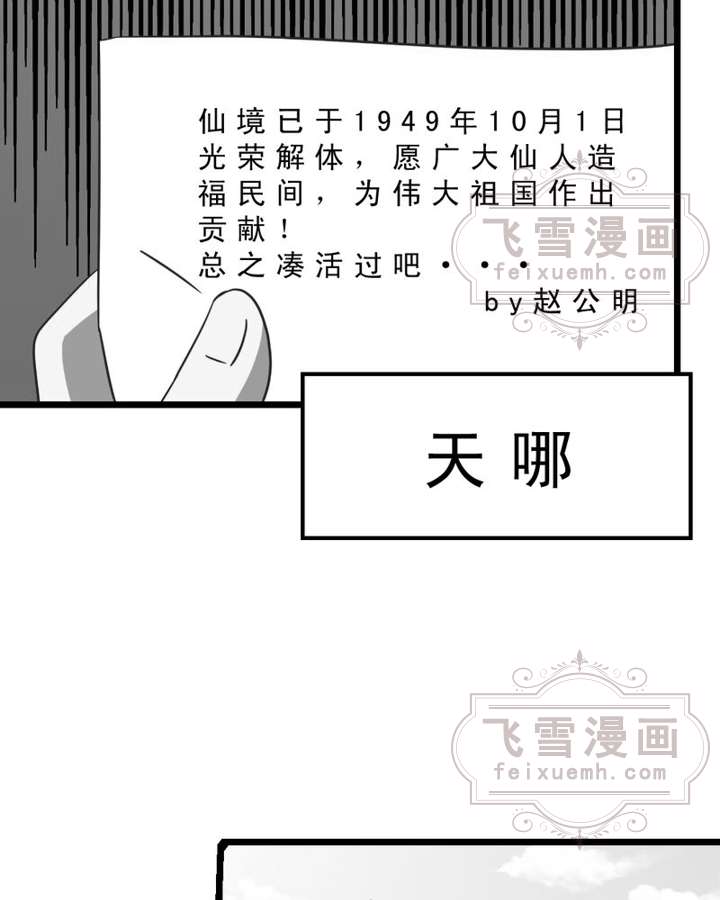 仙境已于1949年10月1日
光荣解体，愿广大仙人造
福民间，为伟大祖国作出
贡献！
总之凑活过吧···
by赵公明
飞雪漫画
feixuemh.com
天哪
飞雪漫画
feixuemh.com